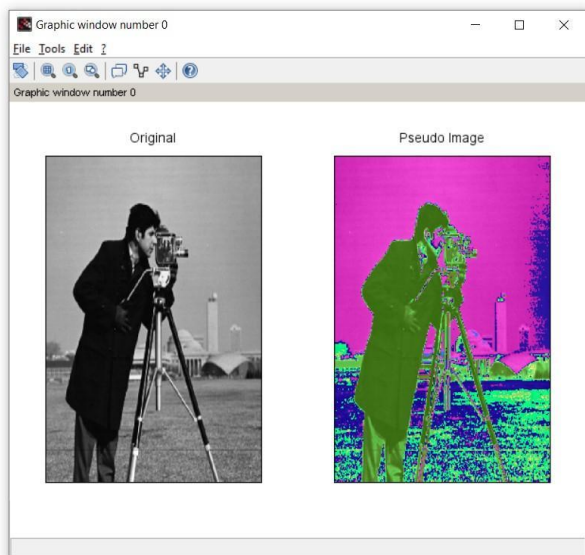 Graphic window number 0
File Tools Edit ?
Graphic window number 0
Original
Pseudo Image